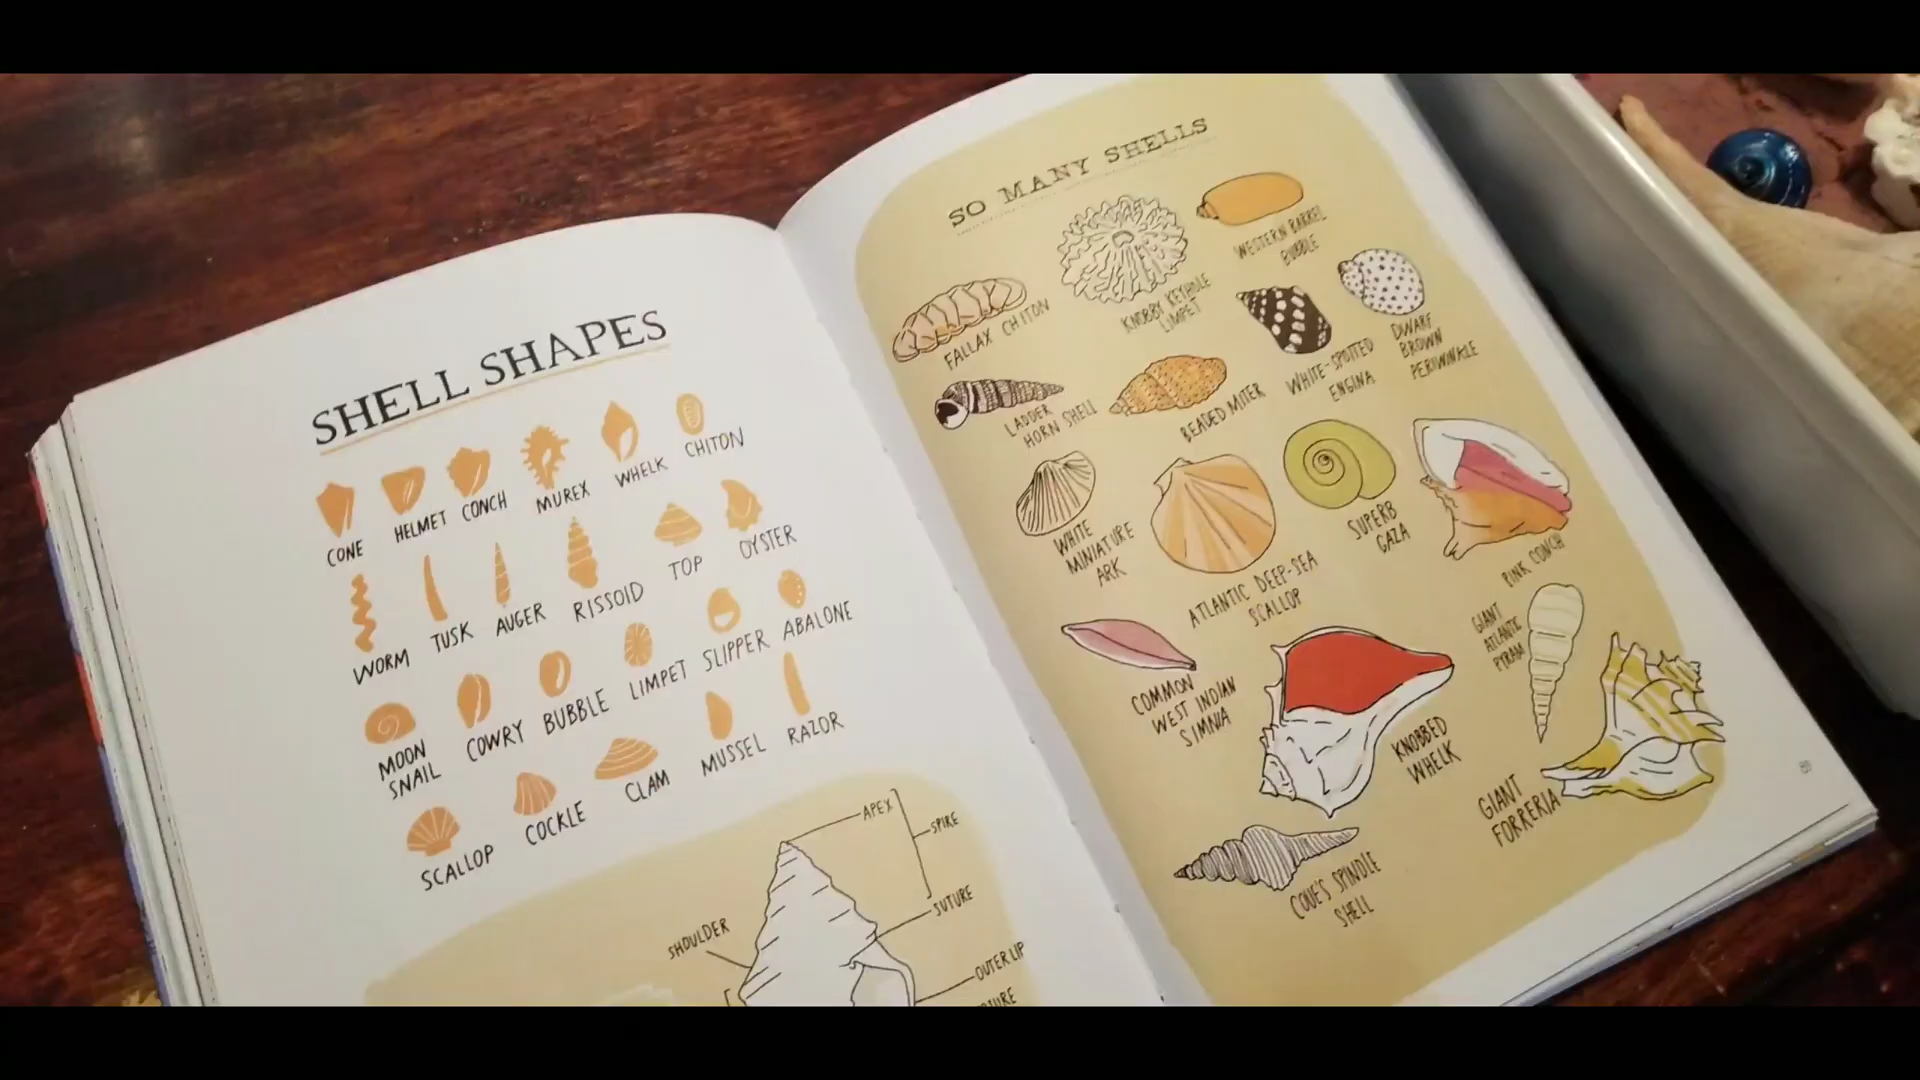 SHELL SHAPES
CONE
HELMET
CONCH
MUREX
WHELK
CHITON
WORM
TUSK
AUGER
RISSOID
TOP
OYSTER
MOON
SNAIL
COWRY
BUBBLE
LIMPET
SLIPPER
ABALONE
SCALLOP
COCKLE
CLAM
MUSSEL
RAZOR
APEX
SPIRE
SUTURE
SHOULDER
OUTER LIP
SO MANY SHELLS
FALLAX CHITON
KNOBBY KEYHOLE
LIMPET
WESTERN BARREL
BUBBLE
LADDER
HORN SHELL
BEADED MITER
WHITE-SPOTTED
ENGINA
DWARF
BROWN
PERIWINKLE
WHITE
MINIATURE
ARK
ATLANTIC DEEP-SEA
SCALLOP
SUPERB
GAZA
PINK CONCH
COMMON
WEST INDIAN
SIMNIA
KNOBBED
WHELK
GIANT
ATLANTIC
PYRAM
GIANT
FORRERIA
COUE'S SPINDLE
SHELL